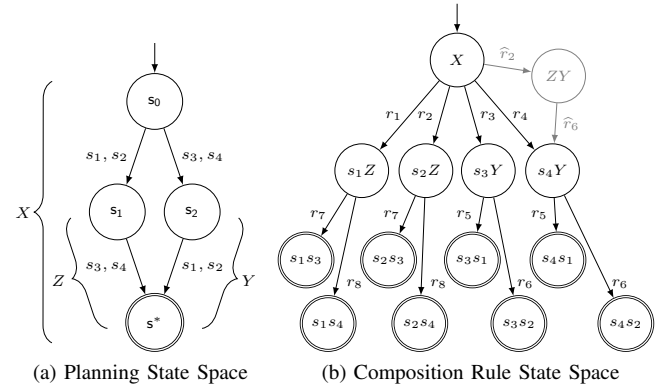 X
s₀
s₁, s₂
s₃, s₄
s₁
s₂
Z
s₃, s₄
s₁, s₂
Y
s*
(a) Planning State Space
X
r̂₂
ZY
r̂₆
r₁
r₂
r₃
r₄
s₁Z
s₂Z
s₃Y
s₄Y
r₇
r₇
r₅
r₅
s₁s₃
s₂s₃
s₃s₁
s₄s₁
r₈
r₈
r₆
r₆
s₁s₄
s₂s₄
s₃s₂
s₄s₂
(b) Composition Rule State Space